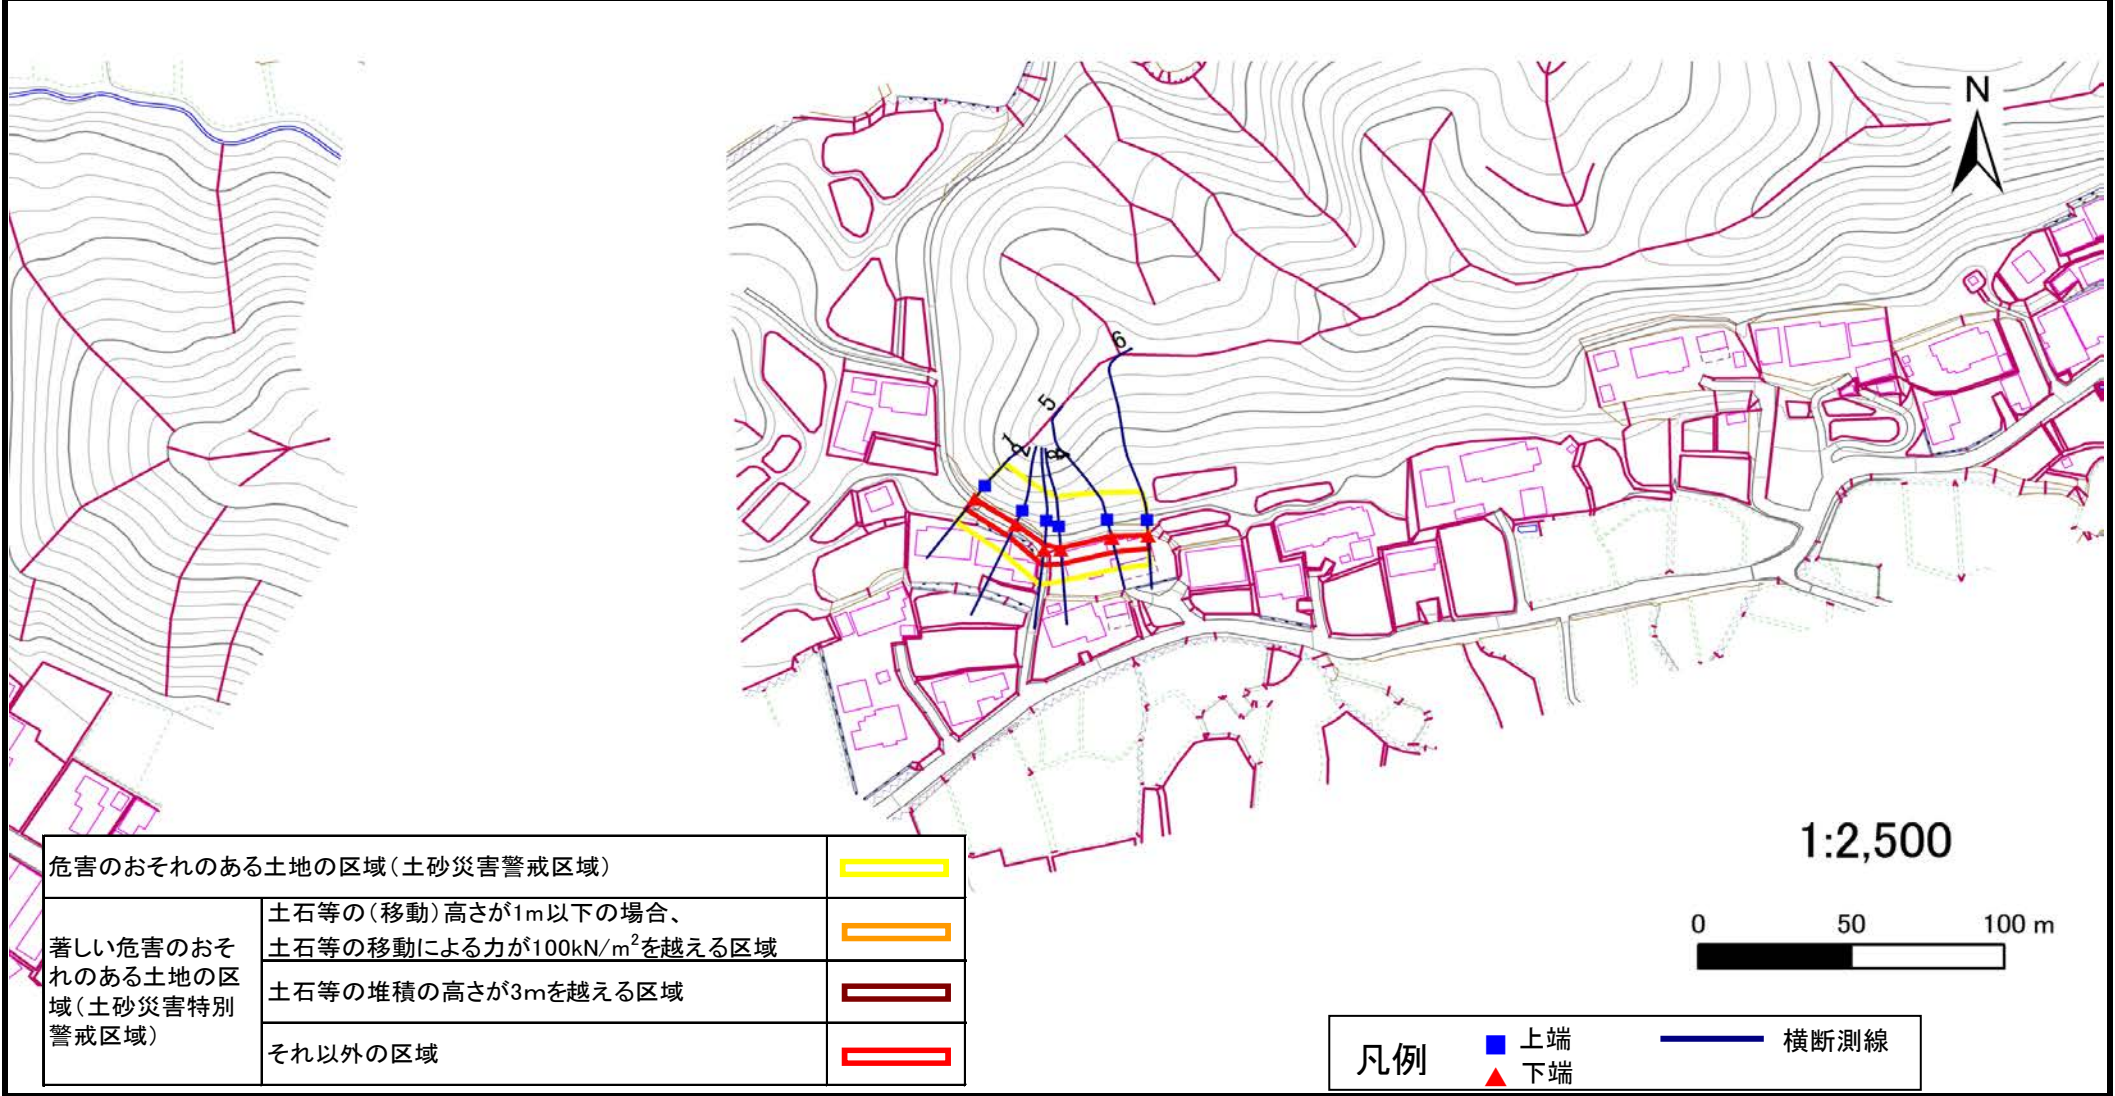 N
6
5
1
2
4
1:2,500
0 50 100 m
危害のおそれのある土地の区域(土砂災害警戒区域)
著しい危害のおそ
れのある土地の区
域(土砂災害特別
警戒区域)
土石等の(移動)高さが1m以下の場合、
土石等の移動による力が100kN/m²を越える区域
土石等の堆積の高さが3mを越える区域
それ以外の区域
凡例
上端
下端
横断測線